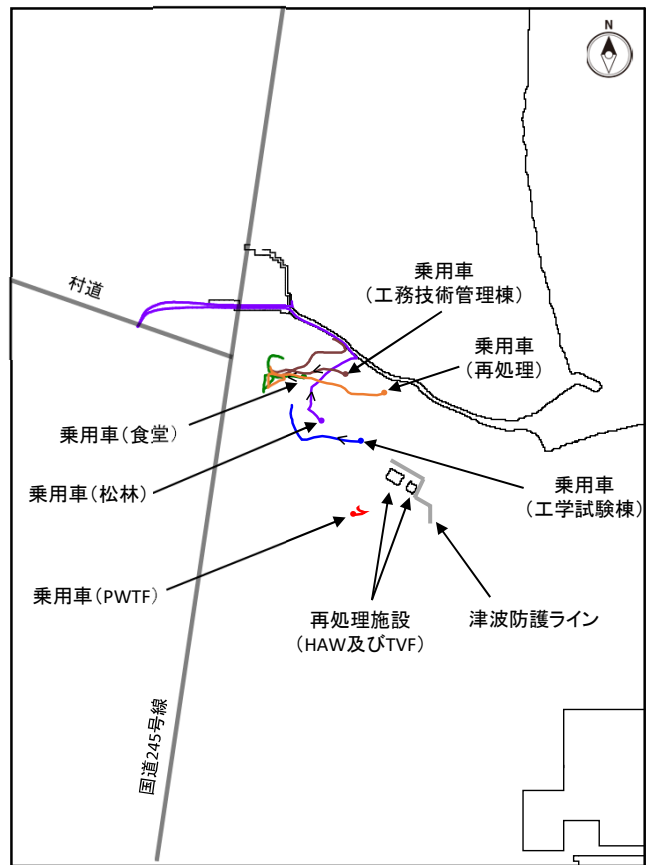 N
村道
乗用車
(工務技術管理棟)
乗用車
(再処理)
乗用車(食堂)
乗用車(松林)
乗用車
(工学試験棟)
乗用車(PWTF)
再処理施設
(HAW及びTVF)
津波防護ライン
国道245号線